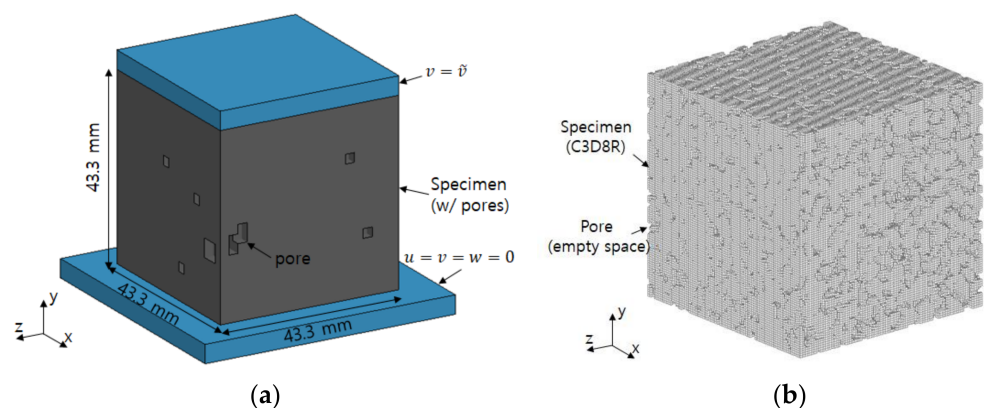 v = ṽ
43.3 mm
Specimen
(w/ pores)
pore
u = v = w = 0
43.3 mm
43.3 mm
y
z
x
(a)
Specimen
(C3D8R)
Pore
(empty space)
y
z
x
(b)